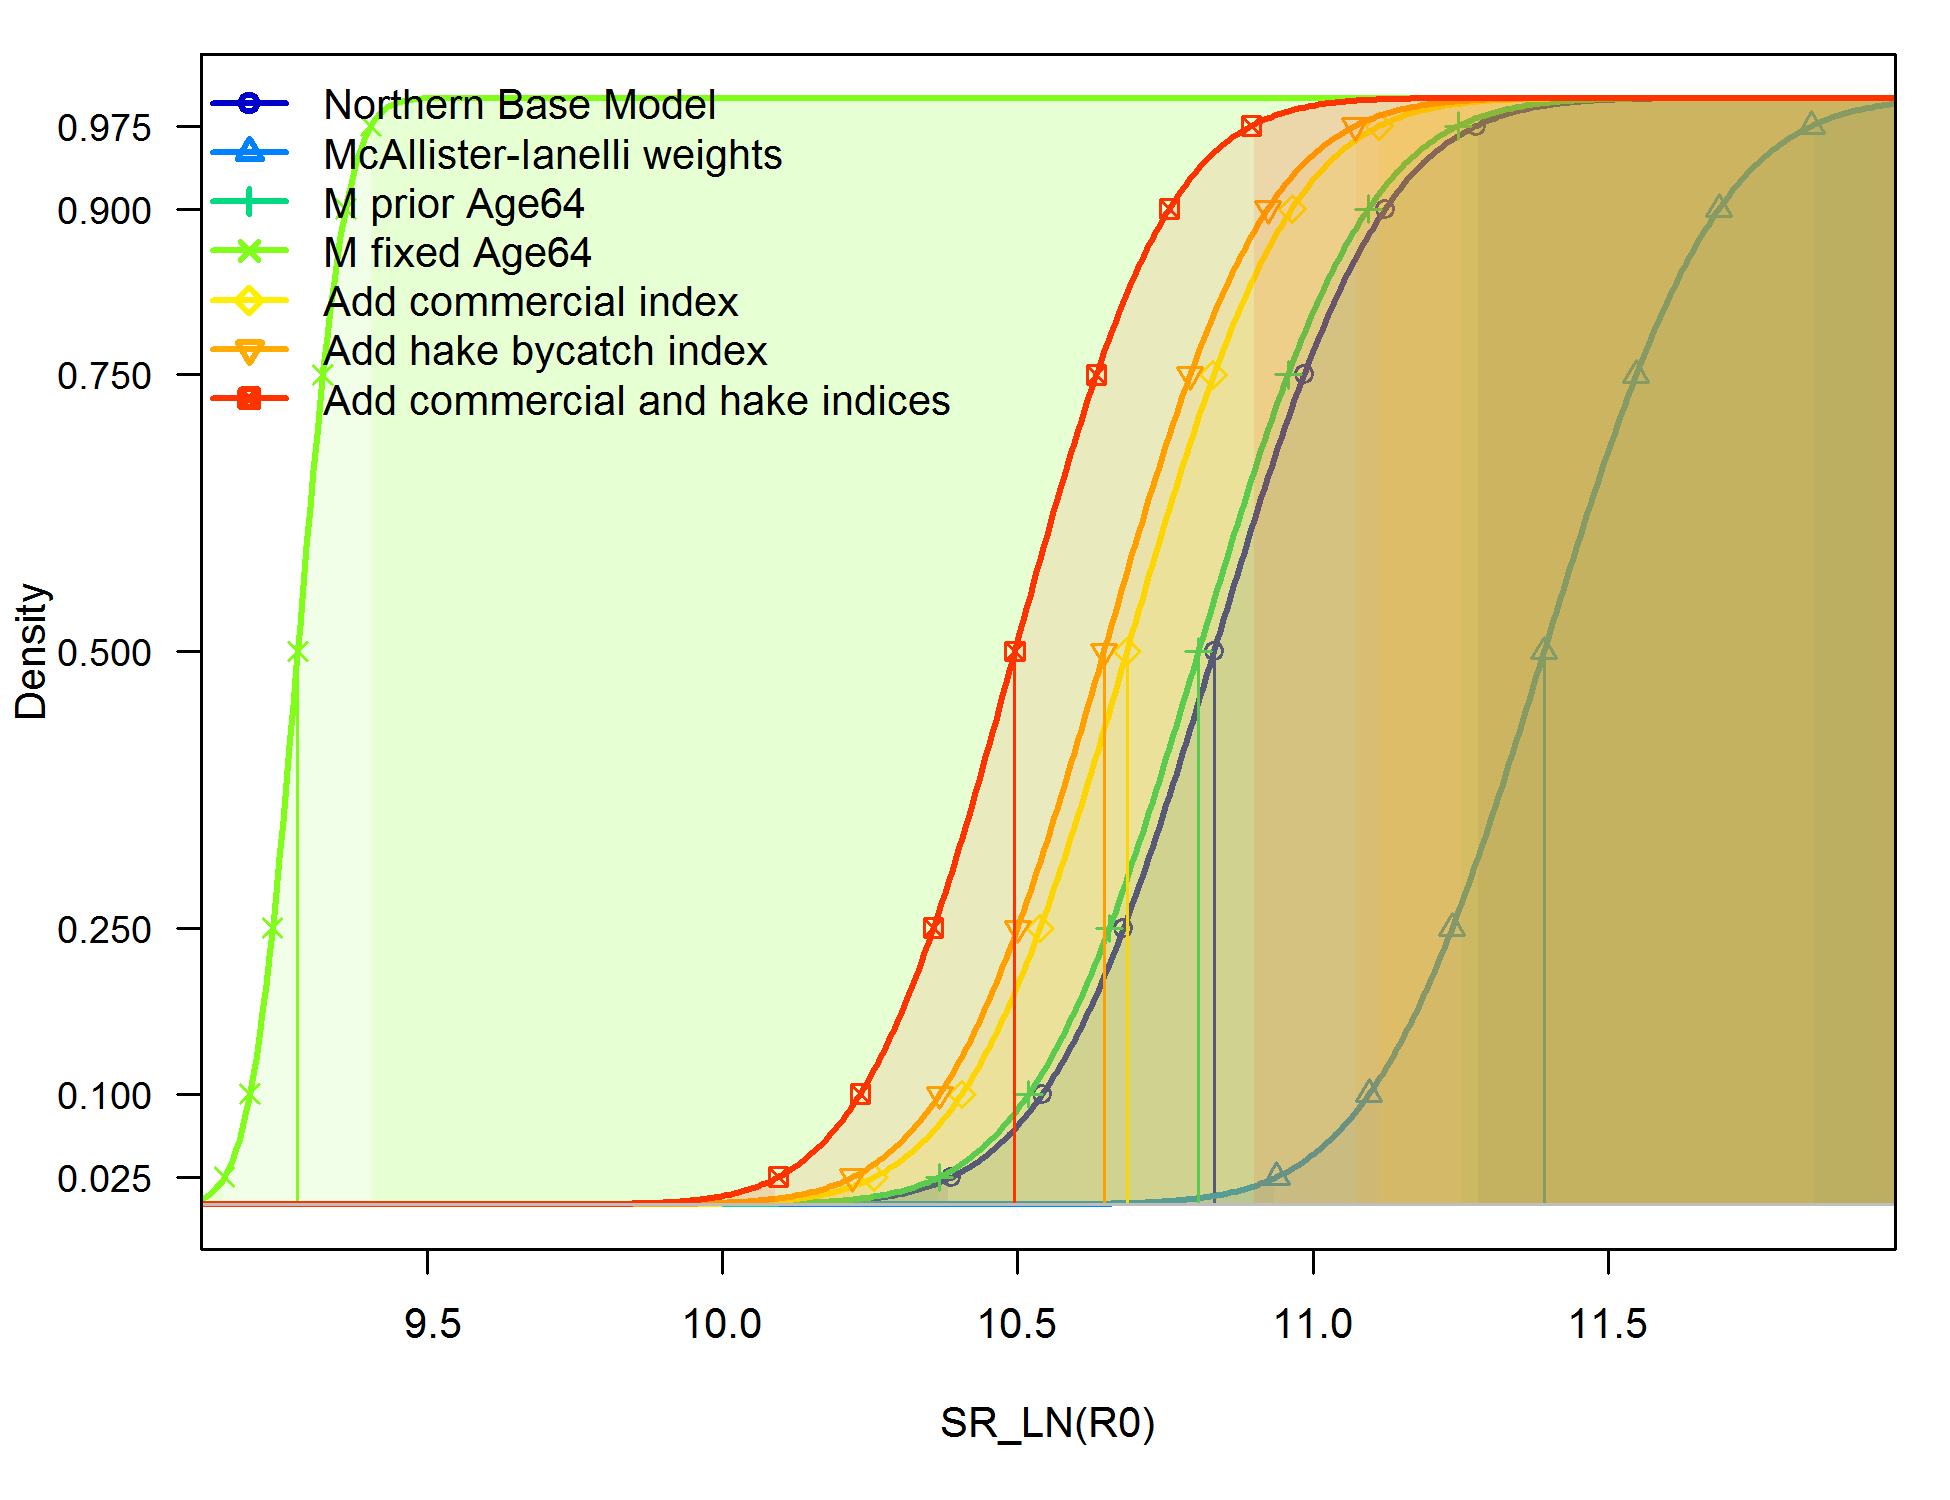 Northern Base Model
McAllister-Ianelli weights
M prior Age64
M fixed Age64
Add commercial index
Add hake bycatch index
Add commercial and hake indices
0.975
0.900
0.750
0.500
0.250
0.100
0.025
Density
9.5 10.0 10.5 11.0 11.5
SR_LN(R0)